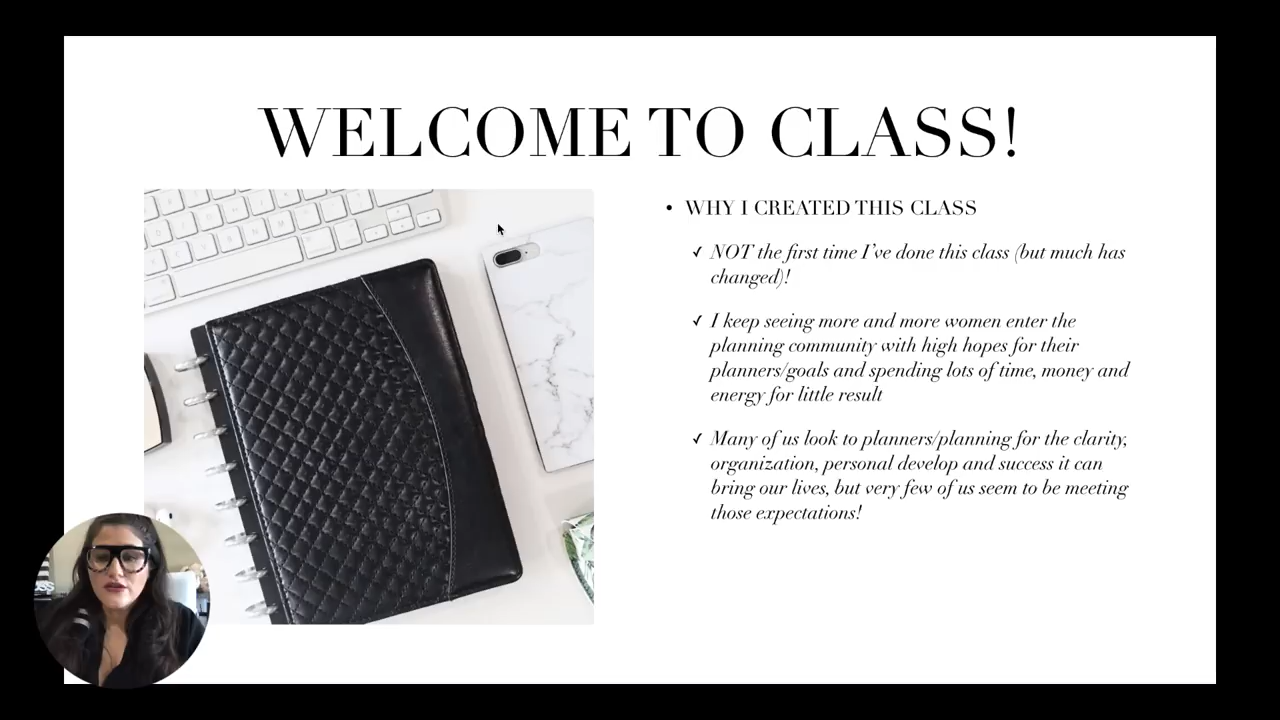 WELCOME TO CLASS!
• WHY I CREATED THIS CLASS
✓ NOT the first time I've done this class (but much has
changed)!
✓ I keep seeing more and more women enter the
planning community with high hopes for their
planners/goals and spending lots of time, money and
energy for little result
✓ Many of us look to planners/planning for the clarity,
organization, personal develop and success it can
bring our lives, but very few of us seem to be meeting
those expectations!